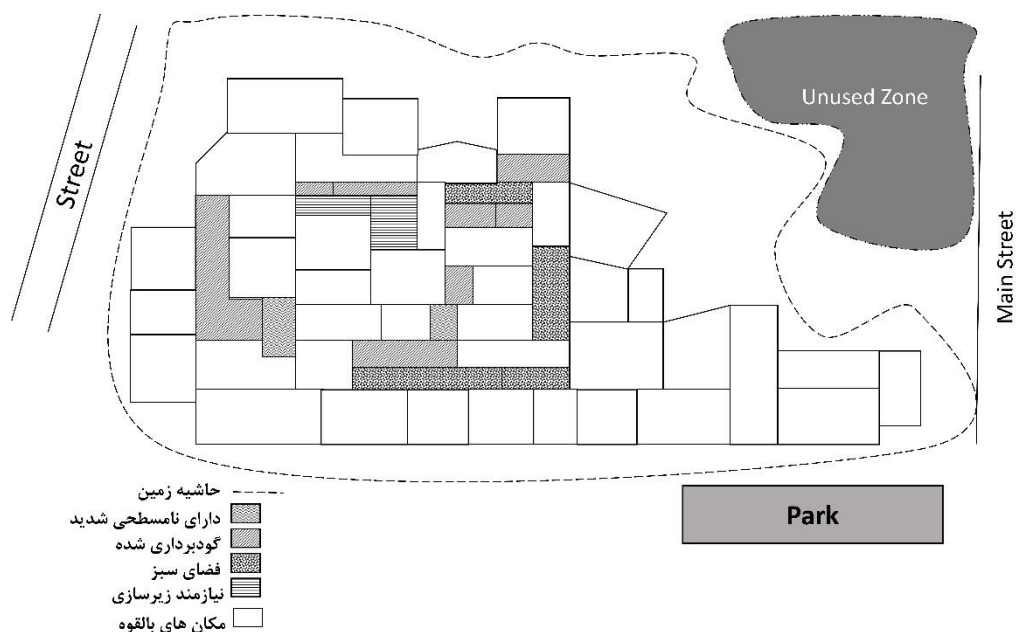 Street
Unused Zone
Main Street
حاشیه زمین
دارای نامسطحی شدید
گودبرداری شده
فضای سبز
نیازمند زیرسازی
مکان های بالقوه
Park